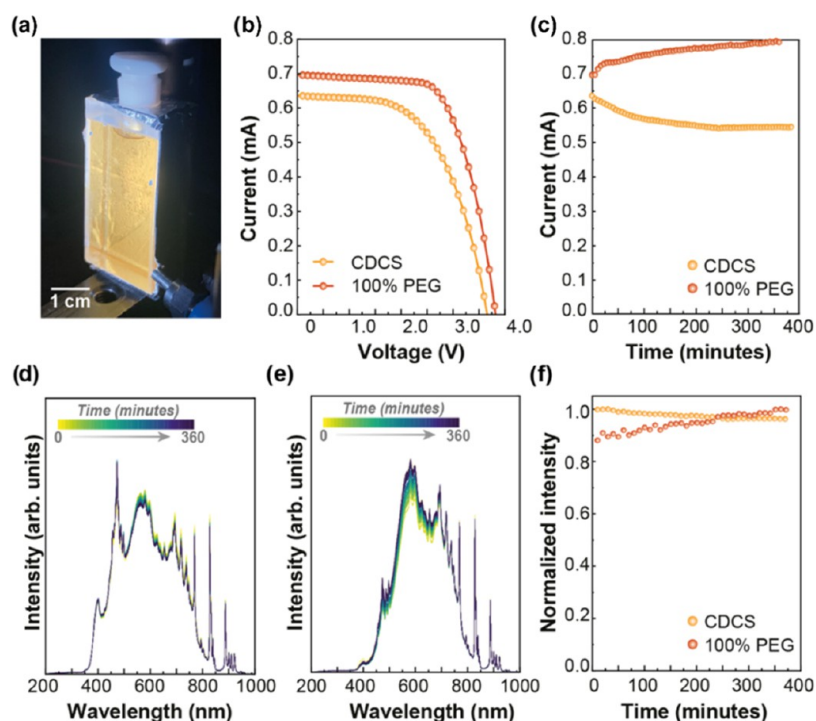 (a)
1 cm
(b)
Current (mA)
0.8
0.7
0.6
0.5
0.4
0.3
0.2
0.1
0.0
CDCS
100% PEG
0
1.0
2.0
3.0
4.0
Voltage (V)
(c)
Current (mA)
0.8
0.7
0.6
0.5
0.4
0.3
0.2
0.1
0.0
CDCS
100% PEG
0
100
200
300
400
Time (minutes)
(d)
Intensity (arb. units)
Time (minutes)
0
360
200
400
600
800
1000
Wavelength (nm)
(e)
Intensity (arb. units)
Time (minutes)
0
360
200
400
600
800
1000
Wavelength (nm)
(f)
Normalized intensity
1.0
0.8
0.6
0.4
0.2
0.0
CDCS
100% PEG
0
100
200
300
400
Time (minutes)